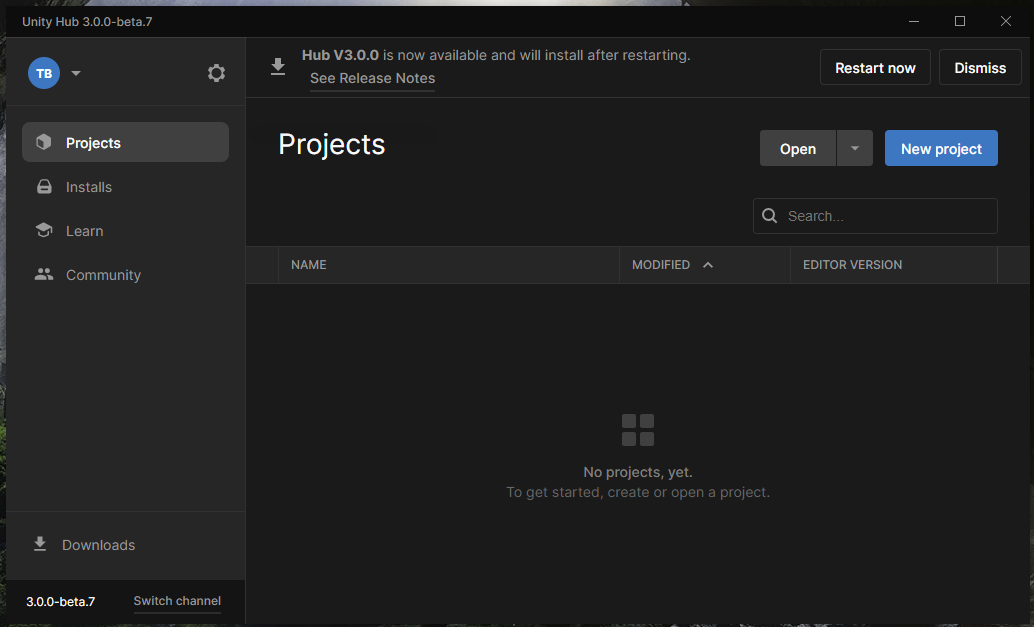 Unity Hub 3.0.0-beta.7
TB
Projects
Installs
Learn
Community
Downloads
3.0.0-beta.7 Switch channel
Hub V3.0.0 is now available and will install after restarting.
See Release Notes
Restart now
Dismiss
Projects
Open
New project
Search...
NAME MODIFIED EDITOR VERSION
No projects, yet.
To get started, create or open a project.